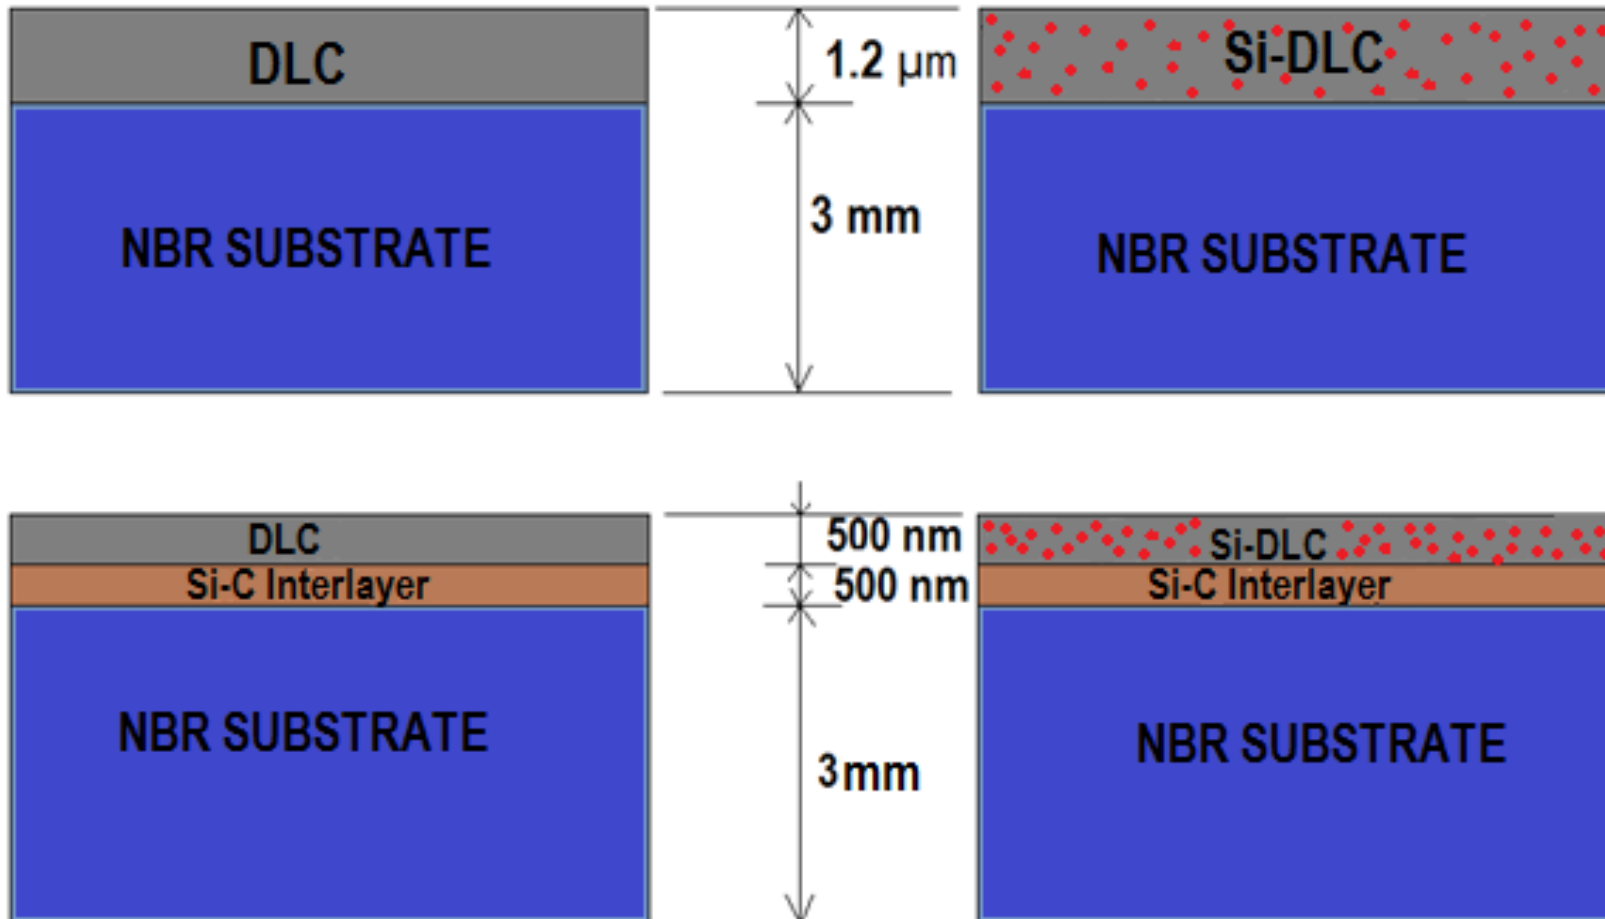 DLC
1.2 µm
Si-DLC
3 mm
NBR SUBSTRATE
NBR SUBSTRATE
DLC
500 nm
Si-DLC
Si-C Interlayer
500 nm
Si-C Interlayer
NBR SUBSTRATE
3mm
NBR SUBSTRATE